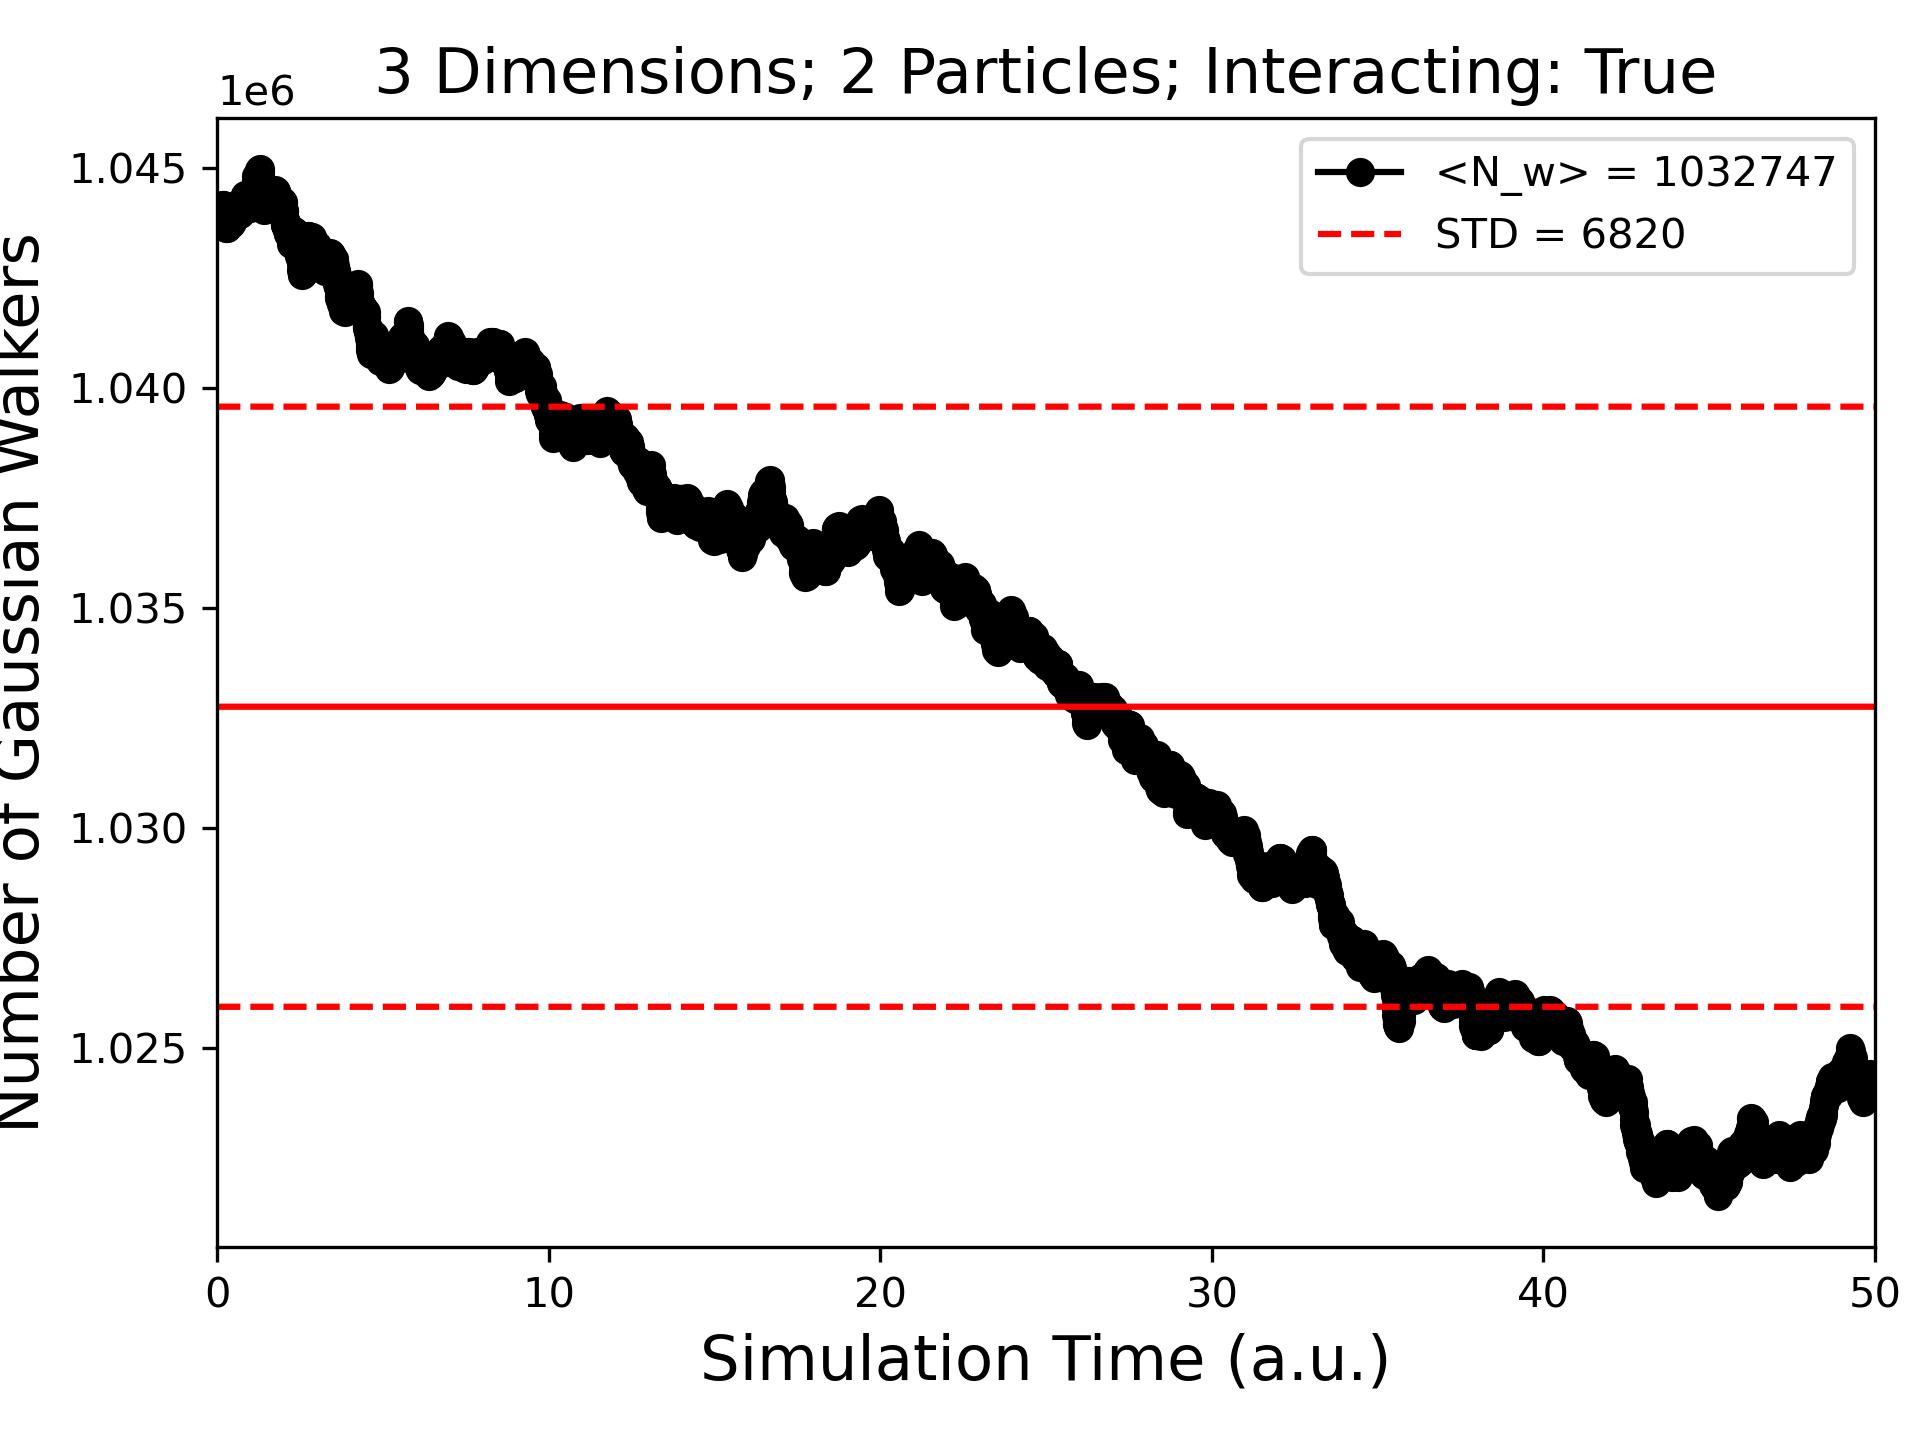 3 Dimensions; 2 Particles; Interacting: True
1e6
<N_w> = 1032747
STD = 6820
Number of Gaussian Walkers
1.045
1.040
1.035
1.030
1.025
0 10 20 30 40 50
Simulation Time (a.u.)